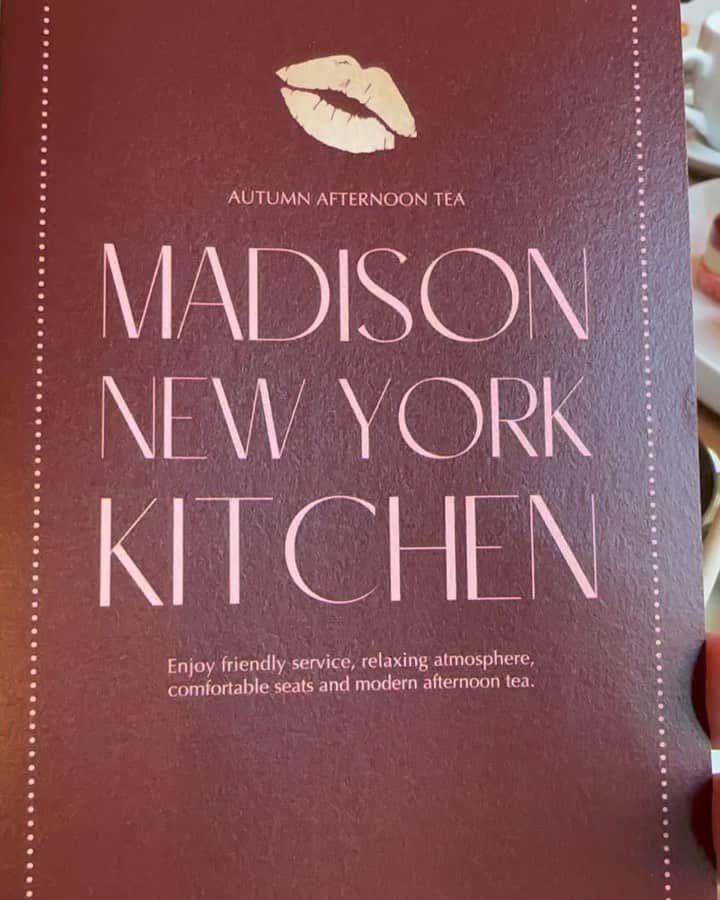 AUTUMN AFTERNOON TEA
MADISON
NEW YORK
KITCHEN
Enjoy friendly service, relaxing atmosphere,
comfortable seats and modern afternoon tea.